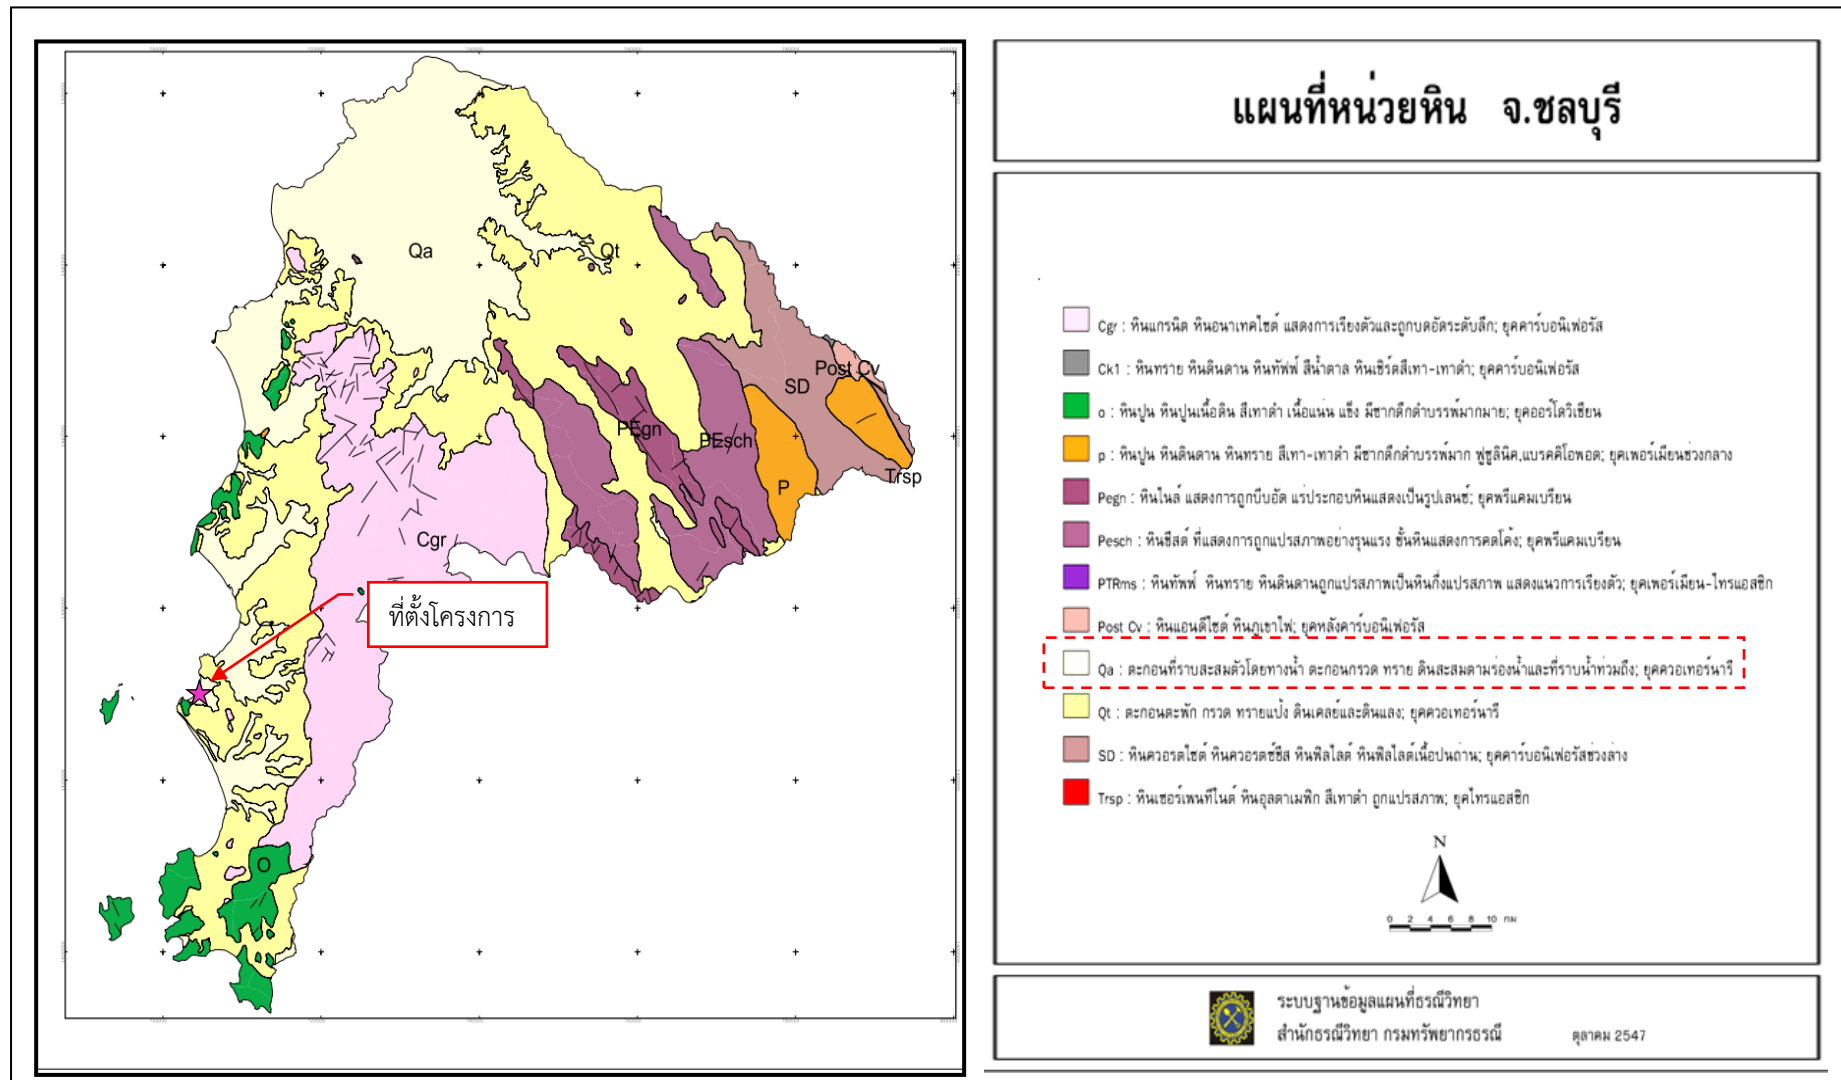 แผนที่หน่วยหิน จ.ชลบุรี
Qa
Qt
SD
Post Cv
PEgn
PEsch
P
Trsp
Cgr
ที่ตั้งโครงการ
O
Cgr : หินแกรนิต หินอนาเทคไซต์ แสดงการเรียงตัวและถูกบดอัดระดับลึก; ยุคคาร์บอนิเฟอรัส
Ck1 : หินทราย หินดินดาน หินทัฟฟ์ สีน้ำตาล หินเชิร์ตสีเทา-เทาดำ; ยุคคาร์บอนิเฟอรัส
o : หินปูน หินปูนเนื้อดิน สีเทาดำ เนื้อแน่น แข็ง มีซากดึกดำบรรพ์มากมาย; ยุคออร์โดวิเชียน
p : หินปูน หินดินดาน หินทราย สีเทา-เทาดำ มีซากดึกดำบรรพ์มาก ฟูซูลินิค,แบรคคิโอพอด; ยุคเพอร์เมียนช่วงกลาง
Pegn : หินไนส์ แสดงการถูกบีบอัด แร่ประกอบหินแสดงเป็นรูปเลนซ์; ยุคพรีแคมเบรียน
Pesch : หินชีสต์ ที่แสดงการถูกแปรสภาพอย่างรุนแรง ชั้นหินแสดงการคดโค้ง; ยุคพรีแคมเบรียน
PTRms : หินทัฟฟ์ หินทราย หินดินดานถูกแปรสภาพเป็นหินกึ่งแปรสภาพ แสดงแนวการเรียงตัว; ยุคเพอร์เมียน-ไทรแอสซิก
Post Cv : หินแอนดีไซต์ หินภูเขาไฟ; ยุคหลังคาร์บอนิเฟอรัส
Qa : ตะกอนที่ราบสะสมตัวโดยทางน้ำ ตะกอนกรวด ทราย ดินสะสมตามร่องน้ำและที่ราบน้ำท่วมถึง; ยุคควอเทอร์นารี
Qt : ตะกอนตะพัก กรวด ทรายแป้ง ดินเคลย์และดินแลง; ยุคควอเทอร์นารี
SD : หินควอรตไซต์ หินควอรตซ์ชีส หินฟิลไลต์ หินฟิลไลต์เนื้อปนถ่าน; ยุคคาร์บอนิเฟอรัสช่วงล่าง
Trsp : หินเซอร์เพนทีไนต์ หินอุลตาเมฟิก สีเทาดำ ถูกแปรสภาพ; ยุคไทรแอสซิก
N
0 2 4 6 8 10 กม
ระบบฐานข้อมูลแผนที่ธรณีวิทยา
สำนักธรณีวิทยา กรมทรัพยากรธรณี ตุลาคม 2547